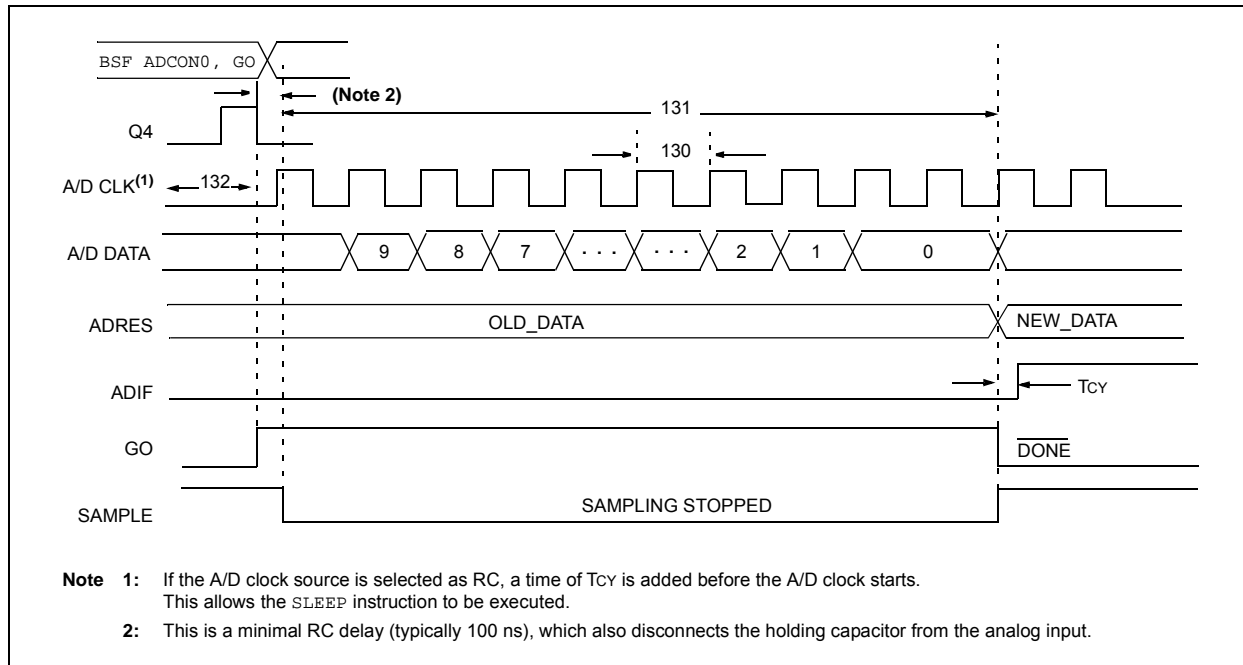 BSF ADCON0, GO
(Note 2)
131
Q4
130
A/D CLK(1)
132
A/D DATA
9 8 7 . . . . . . 2 1 0
ADRES
OLD_DATA
NEW_DATA
ADIF
TCY
GO
DONE
SAMPLE
SAMPLING STOPPED
Note 1: If the A/D clock source is selected as RC, a time of TCY is added before the A/D clock starts.
This allows the SLEEP instruction to be executed.
2: This is a minimal RC delay (typically 100 ns), which also disconnects the holding capacitor from the analog input.